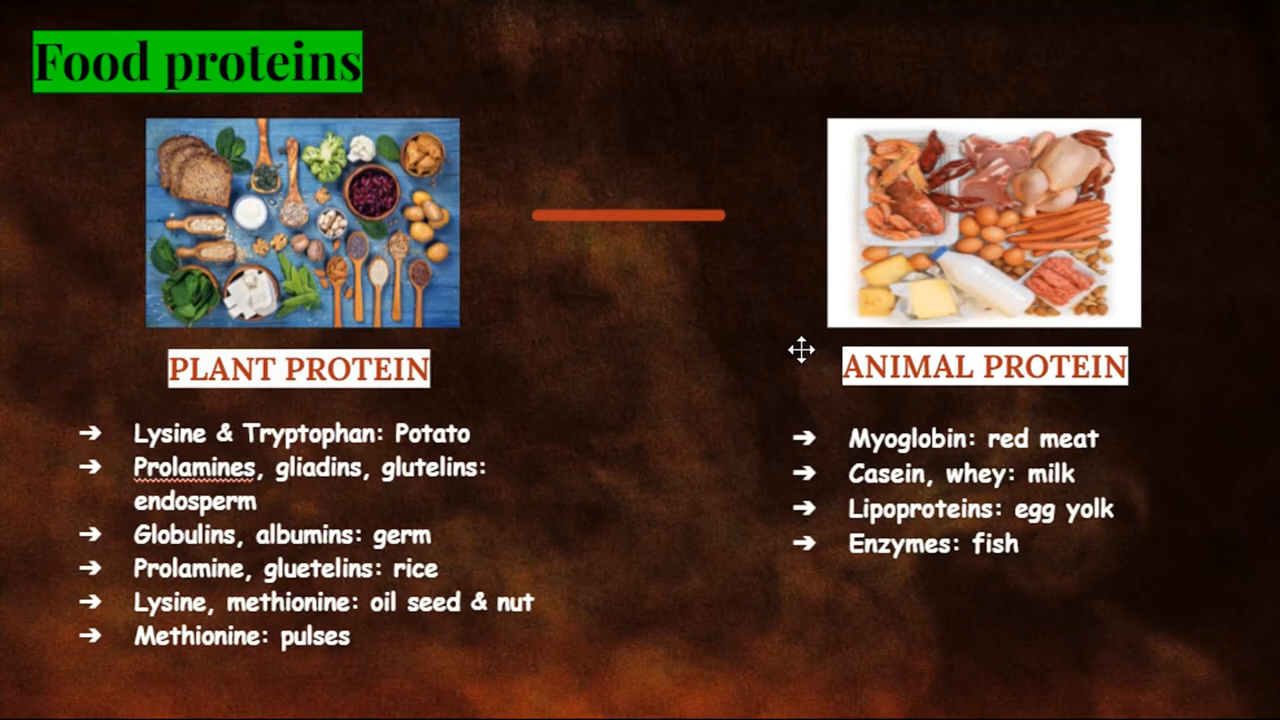 Food proteins
PLANT PROTEIN
➔ Lysine & Tryptophan: Potato
➔ Prolamines, gliadins, glutelins:
endosperm
➔ Globulins, albumins: germ
➔ Prolamine, gluetelins: rice
➔ Lysine, methionine: oil seed & nut
➔ Methionine: pulses
ANIMAL PROTEIN
➔ Myoglobin: red meat
➔ Casein, whey: milk
➔ Lipoproteins: egg yolk
➔ Enzymes: fish